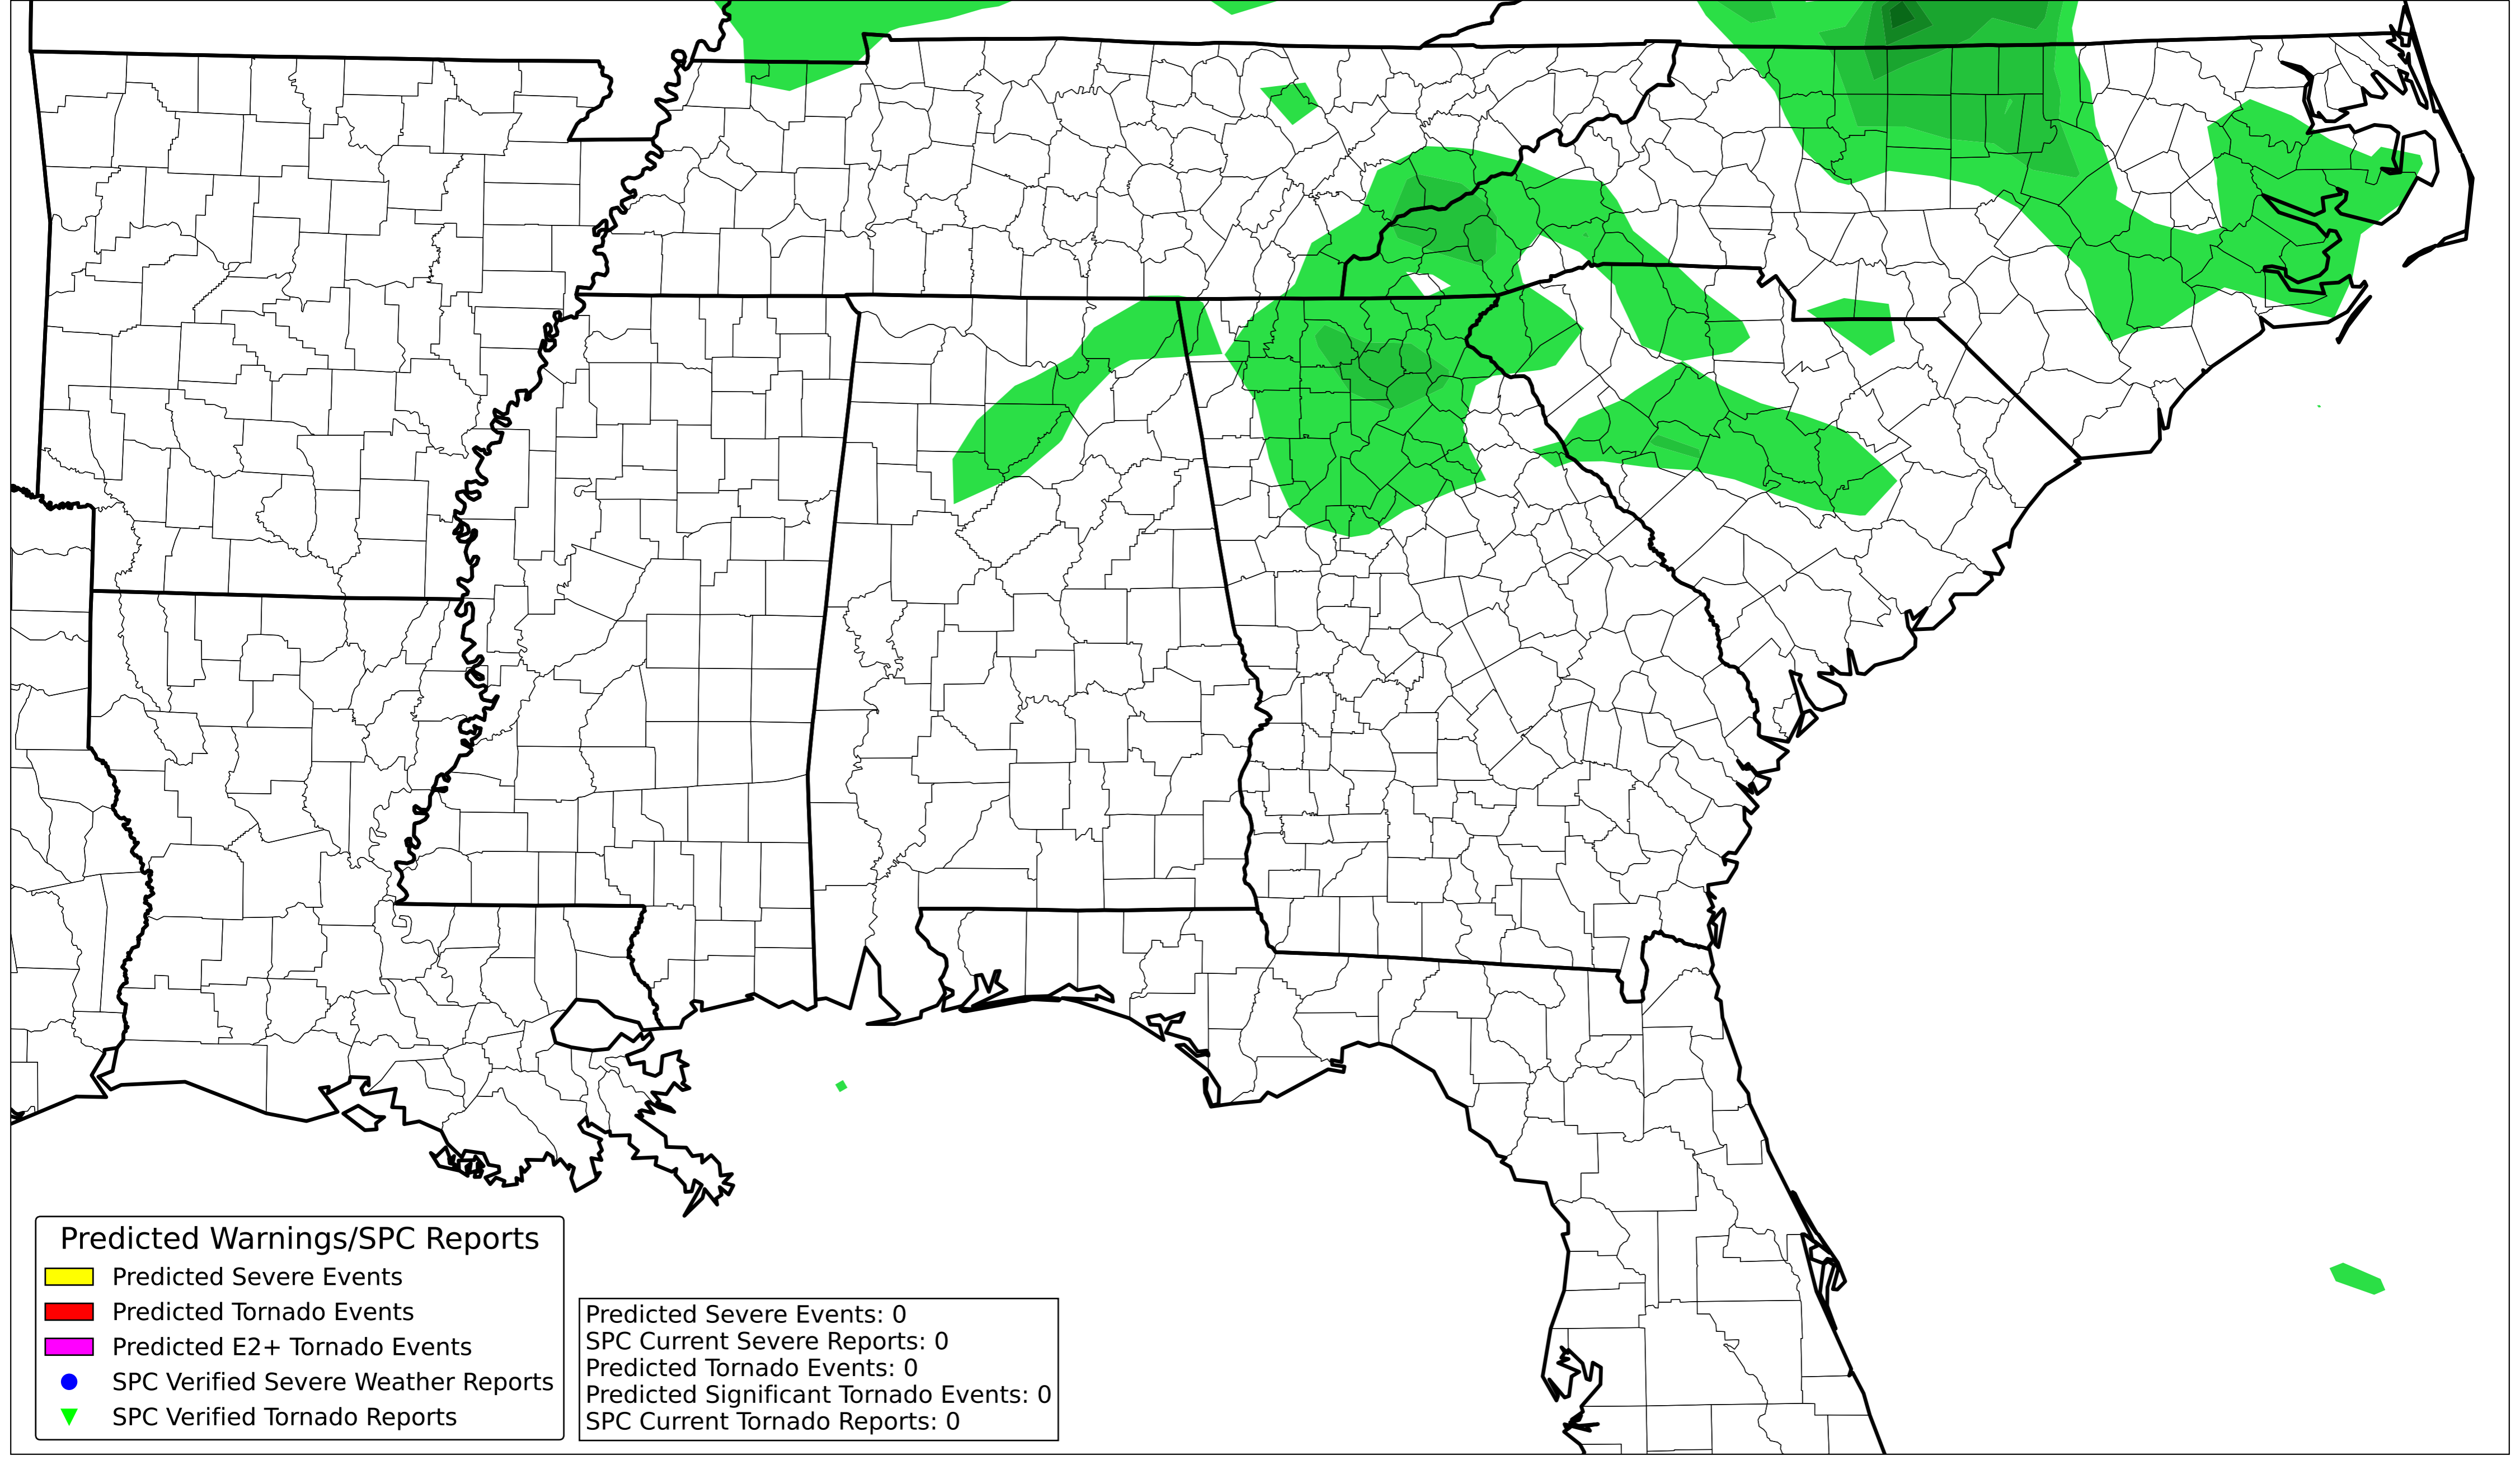 Predicted Warnings/SPC Reports
Predicted Severe Events
Predicted Tornado Events
Predicted E2+ Tornado Events
SPC Verified Severe Weather Reports
SPC Verified Tornado Reports
Predicted Severe Events: 0
SPC Current Severe Reports: 0
Predicted Tornado Events: 0
Predicted Significant Tornado Events: 0
SPC Current Tornado Reports: 0